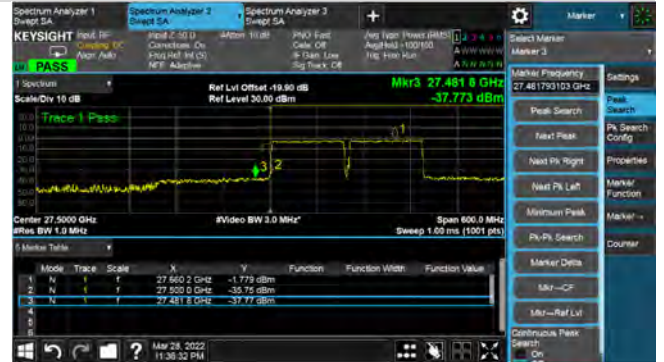 Spectrum Analyzer 1
Swept SA
Spectrum Analyzer 2
Swept SA
Spectrum Analyzer 3
Swept SA
+
Marker
KEYSIGHT Input: RF
Coupling: DC
Align: Auto
Input Z: 50 Ω
Corrections: On
Freq Ref: Int (S)
NFE: Adaptive
Atten: 10 dB
PNO: Fast
Gate: Off
IF Gain: Low
Sig Track: Off
Avg Type: Power (RMS)
Avg|Hold: >100/100
Trig: Free Run
PASS
Select Marker
Marker 3
1 Spectrum
Scale/Div 10 dB
Ref Lvl Offset -19.90 dB
Ref Level 30.00 dBm
Mkr3 27.481 8 GHz
-37.773 dBm
Trace 1 Pass
1
3
2
Center 27.5000 GHz
#Res BW 1.0 MHz
#Video BW 3.0 MHz*
Span 600.0 MHz
Sweep 1.00 ms (1001 pts)
5 Marker Table
Mode Trace Scale X Y Function Function Width Function Value
1 N 1 f 27.660 2 GHz -1.779 dBm
2 N 1 f 27.500 0 GHz -35.75 dBm
3 N 1 f 27.481 8 GHz -37.77 dBm
4
5
6
Marker Frequency
27.481793103 GHz
Peak Search
Next Peak
Next Pk Right
Next Pk Left
Minimum Peak
Pk-Pk Search
Marker Delta
Mkr→CF
Mkr→Ref Lvl
Continuous Peak
Search
On
Settings
Peak
Search
Pk Search
Config
Properties
Marker
Function
Marker→
Counter
Mar 28, 2022
11:36:32 PM